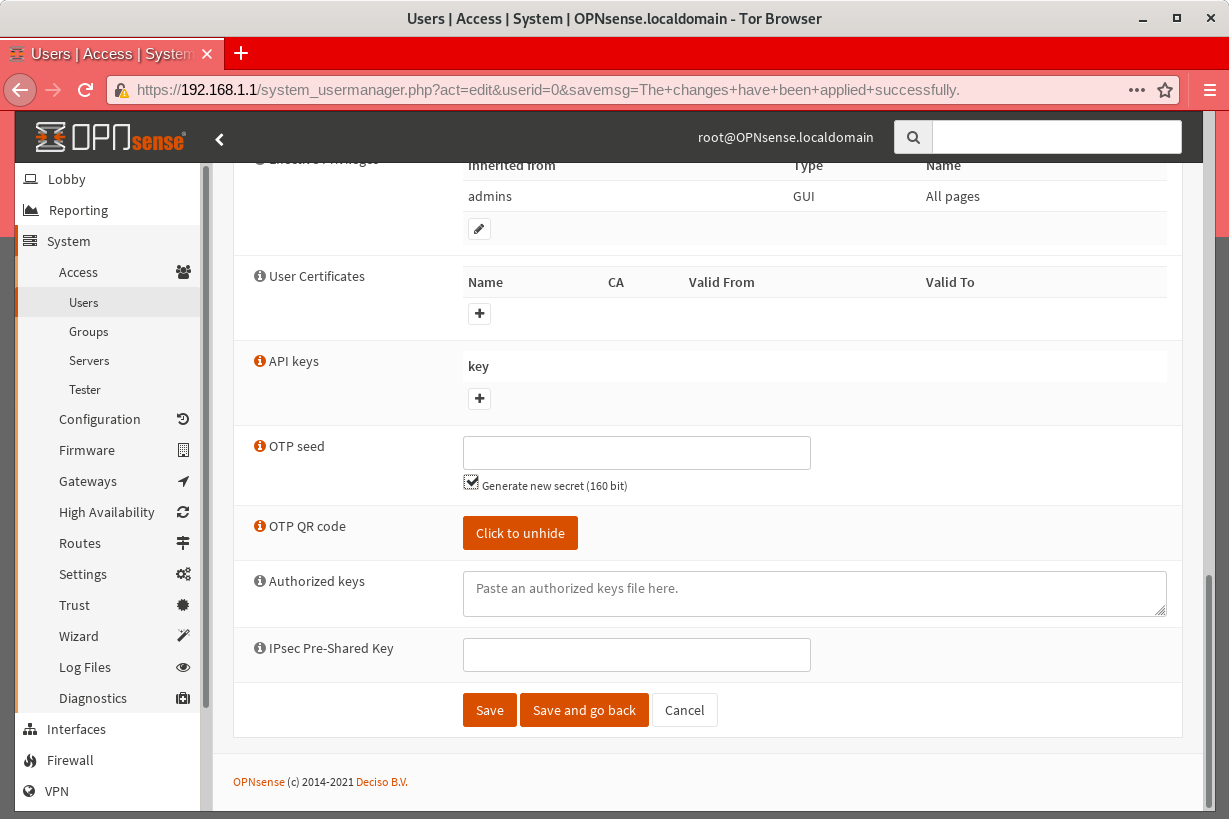 Users | Access | System | OPNsense.localdomain - Tor Browser
Users | Access | System
https://192.168.1.1/system_usermanager.php?act=edit&userid=0&savemsg=The+changes+have+been+applied+successfully.
OPNsense
root@OPNsense.localdomain
Lobby
Reporting
System
Access
Users
Groups
Servers
Tester
Configuration
Firmware
Gateways
High Availability
Routes
Settings
Trust
Wizard
Log Files
Diagnostics
Interfaces
Firewall
VPN
Effective Privileges
Inherited from Type Name
admins GUI All pages
User Certificates
Name CA Valid From Valid To
API keys
key
OTP seed
Generate new secret (160 bit)
OTP QR code
Click to unhide
Authorized keys
Paste an authorized keys file here.
IPsec Pre-Shared Key
Save Save and go back Cancel
OPNsense (c) 2014-2021 Deciso B.V.